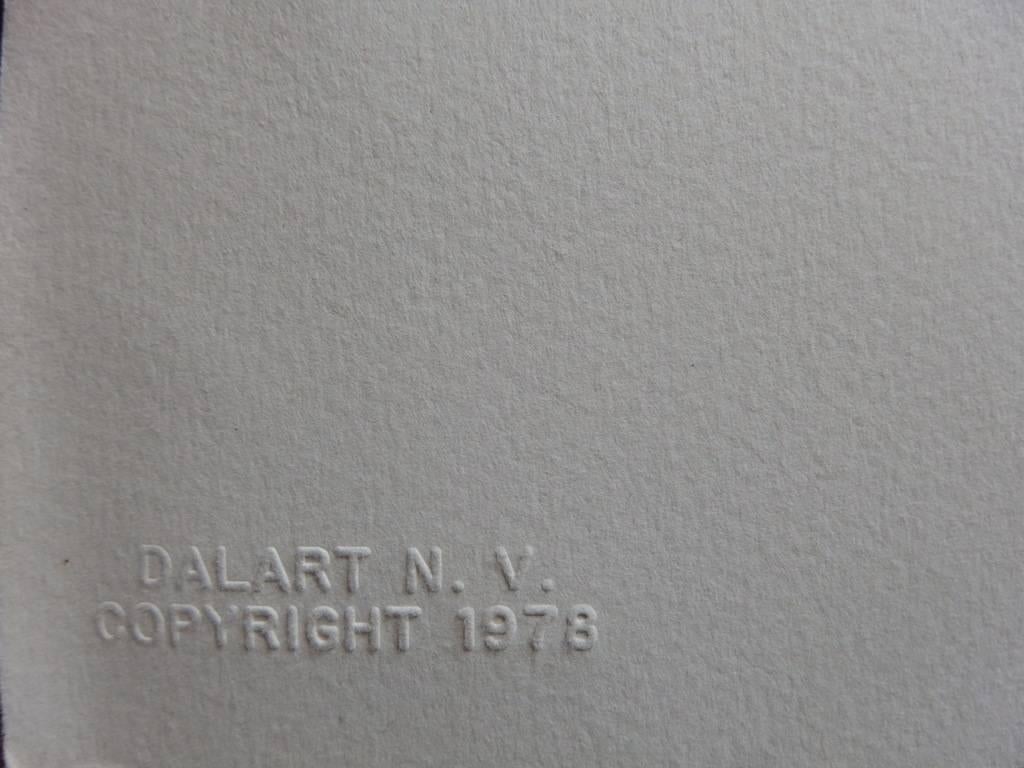 DALART N. V.
COPYRIGHT 1978